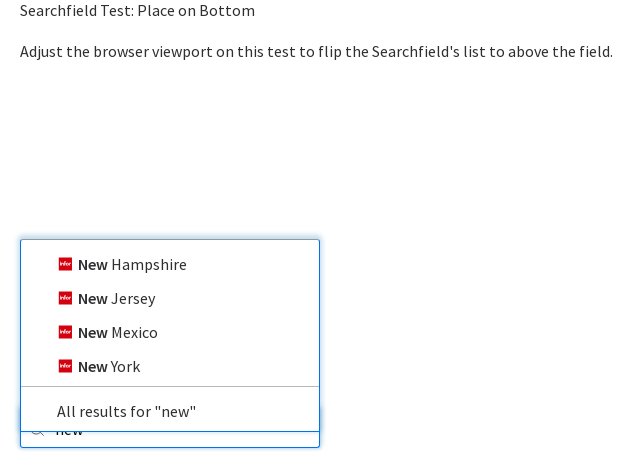 Searchfield Test: Place on Bottom
Adjust the browser viewport on this test to flip the Searchfield's list to above the field.
infor New Hampshire
infor New Jersey
infor New Mexico
infor New York
All results for "new"
new